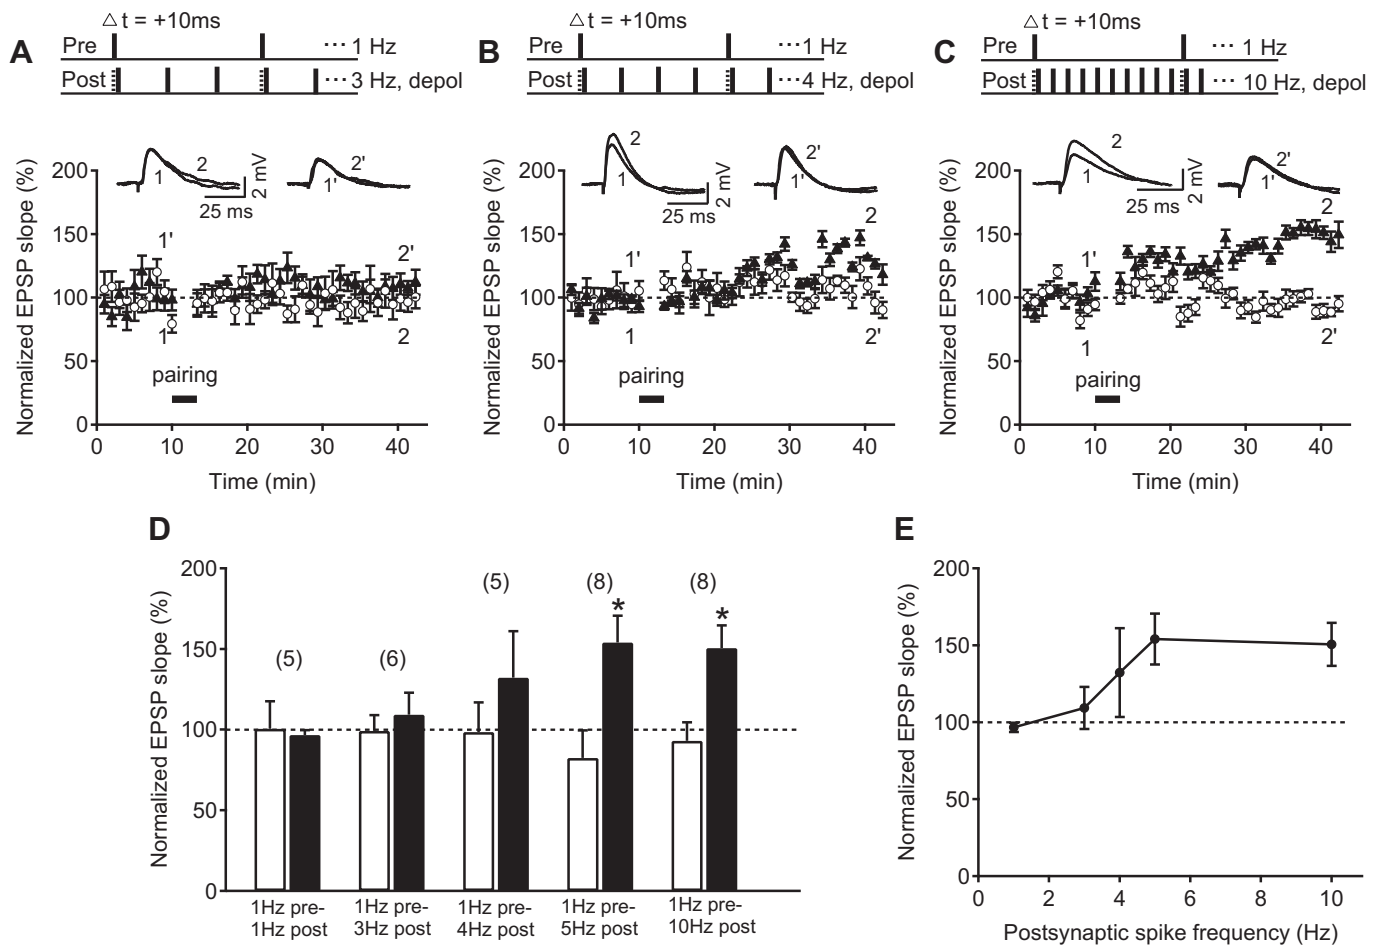 △ t = +10ms
A
Pre
··· 1 Hz
Post
··· 3 Hz, depol
△ t = +10ms
B
Pre
···1 Hz
Post
···4 Hz, depol
△ t = +10ms
C
Pre
··· 1 Hz
Post
··· 10 Hz, depol
Normalized EPSP slope (%)
200
150
100
50
0
1
2
1'
2'
2 mV
25 ms
1'
2'
1
2
pairing
0
10
20
30
40
Time (min)
Normalized EPSP slope (%)
200
150
100
50
0
2
1
2'
1'
2 mV
25 ms
1'
2
1
2'
pairing
0
10
20
30
40
Time (min)
Normalized EPSP slope (%)
200
150
100
50
0
2
1
2'
1'
2 mV
25 ms
1'
2
1
2'
pairing
0
10
20
30
40
Time (min)
D
Normalized EPSP slope (%)
200
150
100
50
0
(5)
(6)
(5)
(8)
*
(8)
*
1Hz pre-
1Hz post
1Hz pre-
3Hz post
1Hz pre-
4Hz post
1Hz pre-
5Hz post
1Hz pre-
10Hz post
E
Normalized EPSP slope (%)
200
150
100
50
0
0
2
4
6
8
10
Postsynaptic spike frequency (Hz)